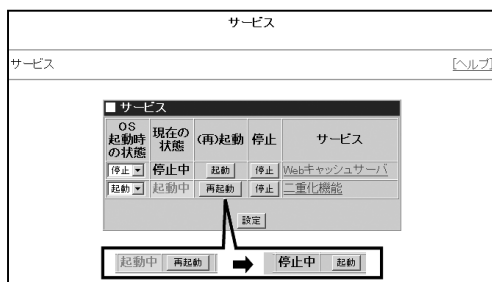 サービス
サービス [ヘルプ]
■ サービス
OS起動時の状態 現在の状態 (再)起動 停止 サービス
停止 停止中 起動 停止 Webキャッシュサーバ
起動 起動中 再起動 停止 二重化機能
設定
起動中 再起動 ➡ 停止中 起動